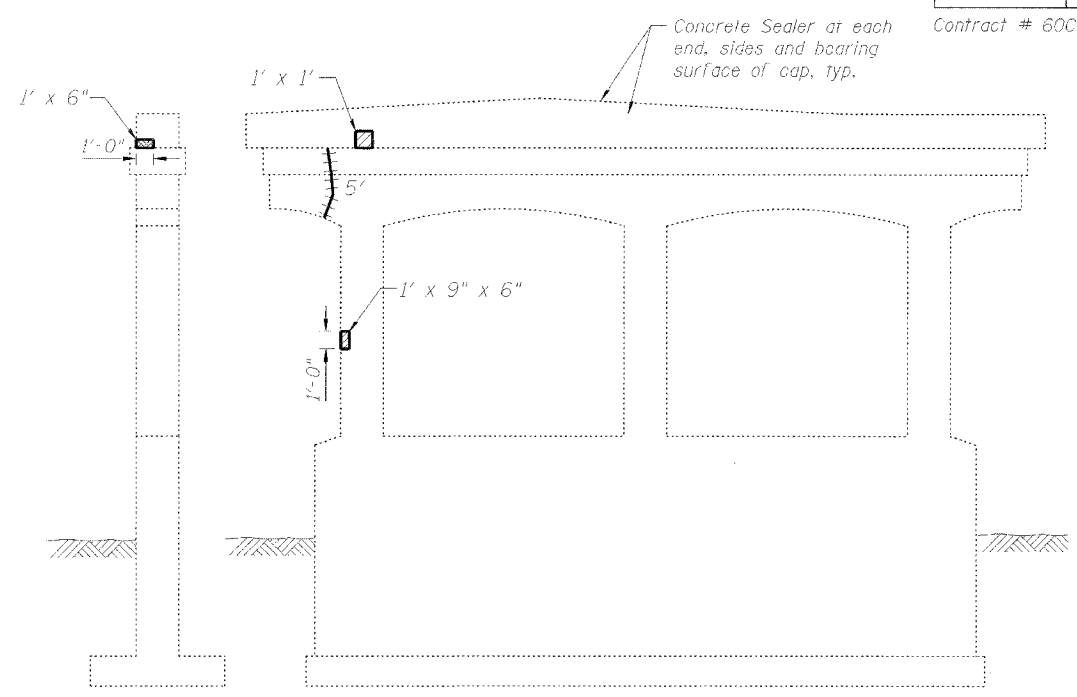 Contract # 60C
Concrete Sealer at each
end, sides and bearing
surface of cap, typ.
1' x 1'
1' x 6"
1'-0"
5'
1' x 9" x 6"
1'-0"